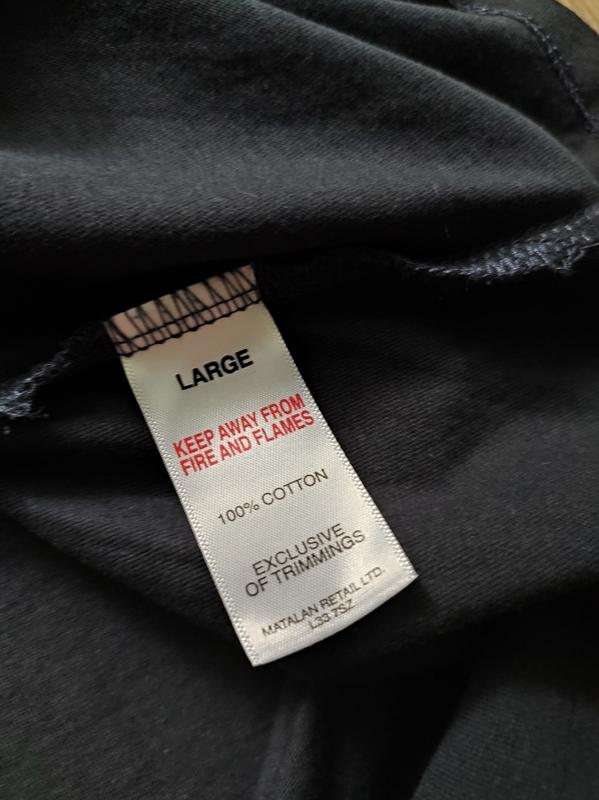 LARGE
KEEP AWAY FROM
FIRE AND FLAMES
100% COTTON
EXCLUSIVE
OF TRIMMINGS
MATALAN RETAIL LTD.
L33 7SZ